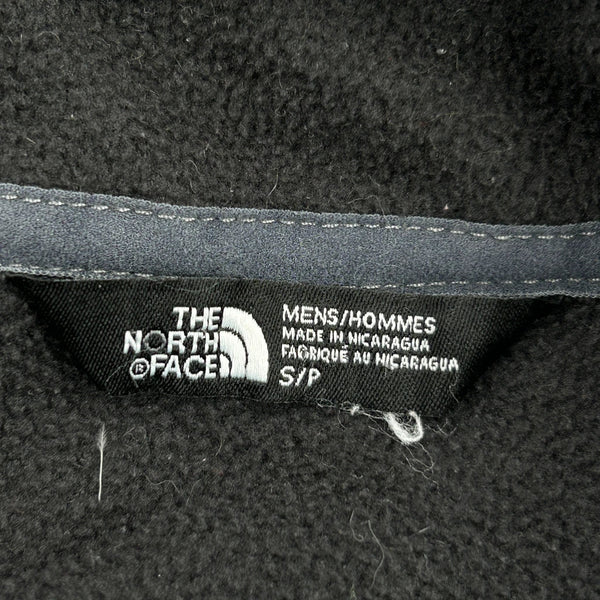 THE
NORTH
®FACE
MENS/HOMMES
MADE IN NICARAGUA
FABRIQUÉ AU NICARAGUA
S/P